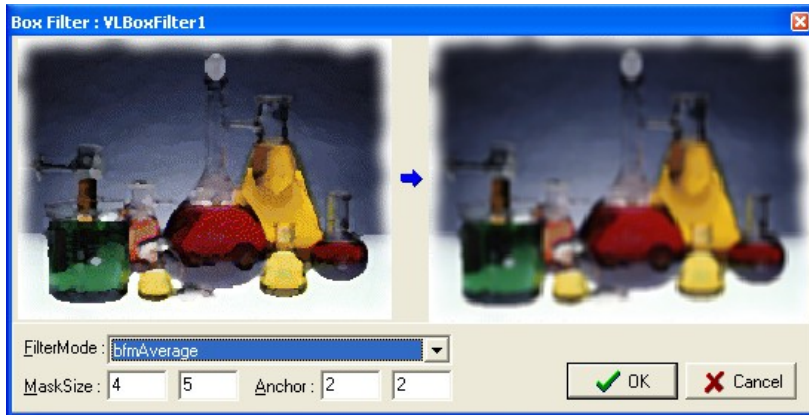 Box Filter : VLBoxFilter1
FilterMode : bfmAverage
MaskSize : 4 5 Anchor : 2 2
OK Cancel